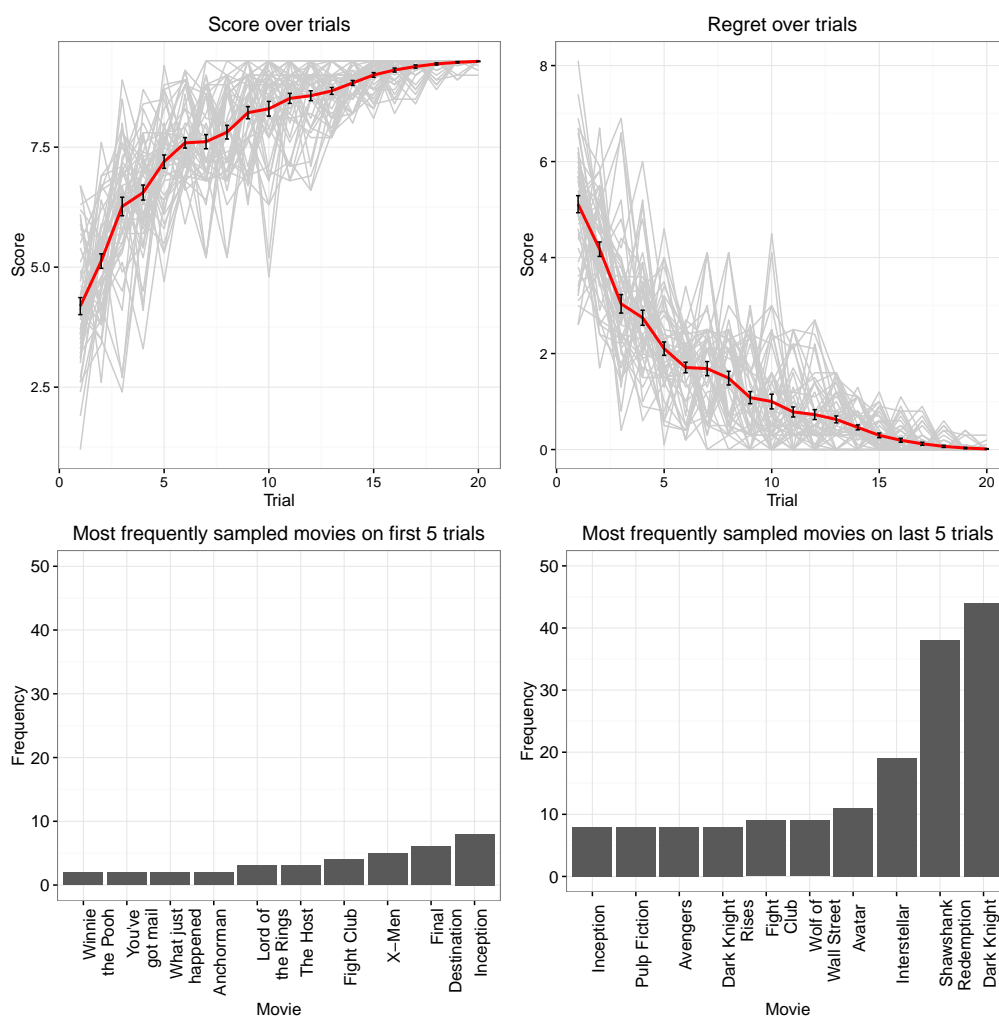 Score over trials
Score
7.5
5.0
2.5
0
5
10
15
20
Trial
Regret over trials
Score
8
6
4
2
0
0
5
10
15
20
Trial
Most frequently sampled movies on first 5 trials
Frequency
50
40
30
20
10
0
Winnie
the Pooh
You've
got mail
What just
happened
Anchorman
Lord of
the Rings
The Host
Fight Club
X−Men
Final
Destination
Inception
Movie
Most frequently sampled movies on last 5 trials
Frequency
50
40
30
20
10
0
Inception
Pulp Fiction
Avengers
Dark Knight
Rises
Fight
Club
Wolf of
Wall Street
Avatar
Interstellar
Shawshank
Redemption
Dark Knight
Movie